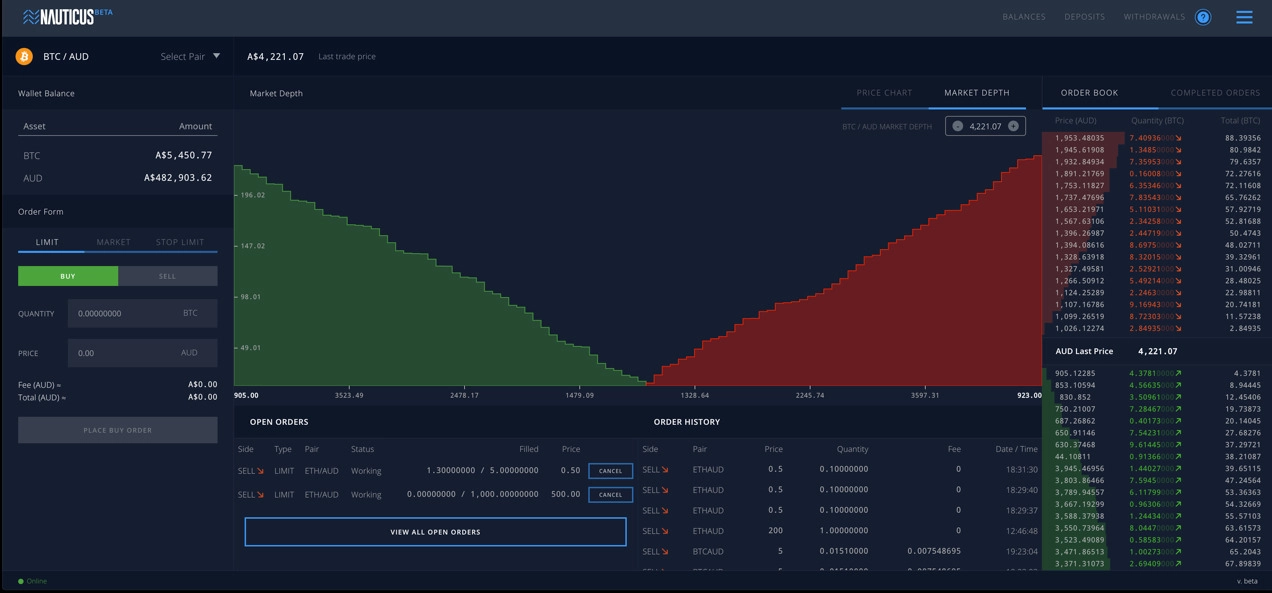 NAUTICUS BETA
BALANCES DEPOSITS WITHDRAWALS ?
BTC / AUD Select Pair
A$4,221.07 Last trade price
Wallet Balance
Asset Amount
BTC A$5,450.77
AUD A$482,903.62
Order Form
LIMIT MARKET STOP LIMIT
BUY SELL
QUANTITY 0.00000000 BTC
PRICE 0.00 AUD
Fee (AUD) ≈ A$0.00
Total (AUD) ≈ A$0.00
PLACE BUY ORDER
Market Depth
PRICE CHART MARKET DEPTH
BTC / AUD MARKET DEPTH - 4,221.07 +
196.02
147.02
98.01
49.01
905.00 3523.49 2478.17 1479.09 1328.64 2245.74 3597.31 923.00
OPEN ORDERS
Side Type Pair Status Filled Price
SELL LIMIT ETH/AUD Working 1.30000000 / 5.00000000 0.50 CANCEL
SELL LIMIT ETH/AUD Working 0.00000000 / 1,000.00000000 500.00 CANCEL
VIEW ALL OPEN ORDERS
ORDER HISTORY
Side Pair Price Quantity Fee Date / Time
SELL ETHAUD 0.5 0.10000000 0 18:31:30
SELL ETHAUD 0.5 0.10000000 0 18:29:40
SELL ETHAUD 0.5 0.10000000 0 18:29:37
SELL ETHAUD 200 1.00000000 0 12:46:48
SELL BTCAUD 5 0.01510000 0.007548695 19:23:04
ORDER BOOK COMPLETED ORDERS
Price (AUD) Quantity (BTC) Total (BTC)
1,953.48035 7.40936000 88.39356
1,945.61908 1.3485000 80.9842
1,932.84934 7.35953000 79.6357
1,891.21769 0.16008000 72.27616
1,753.11827 6.35346000 72.11608
1,737.47696 7.83543000 65.76262
1,653.21971 5.11031000 57.92719
1,567.63106 2.34258000 52.81688
1,396.26987 2.44719000 50.4743
1,394.08616 8.6975000 48.02711
1,328.63918 8.32015000 39.32961
1,327.49581 2.52921000 31.00946
1,266.50912 5.49214000 28.48025
1,124.25289 2.2463000 22.98811
1,107.16786 9.16943000 20.74181
1,099.26519 8.72303000 11.57238
1,026.12274 2.84935000 2.84935
AUD Last Price 4,221.07
905.12285 4.3781000 4.3781
853.10594 4.56635000 8.94445
830.852 3.50961000 12.45406
750.21007 7.28467000 19.73873
687.26862 0.40173000 20.14045
650.91146 7.54231000 27.68276
630.37468 9.61445000 37.29721
44.10811 0.91366000 38.21087
3,945.46956 1.44027000 39.65115
3,803.86466 7.5945000 47.24564
3,789.94557 6.11799000 53.36363
3,667.19299 0.96306000 54.32669
3,588.37938 1.24434000 55.57103
3,550.73964 8.0447000 63.61573
3,523.49089 0.58583000 64.20157
3,471.86513 1.00273000 65.2043
3,371.31073 2.69409000 67.89839
Online
v. beta